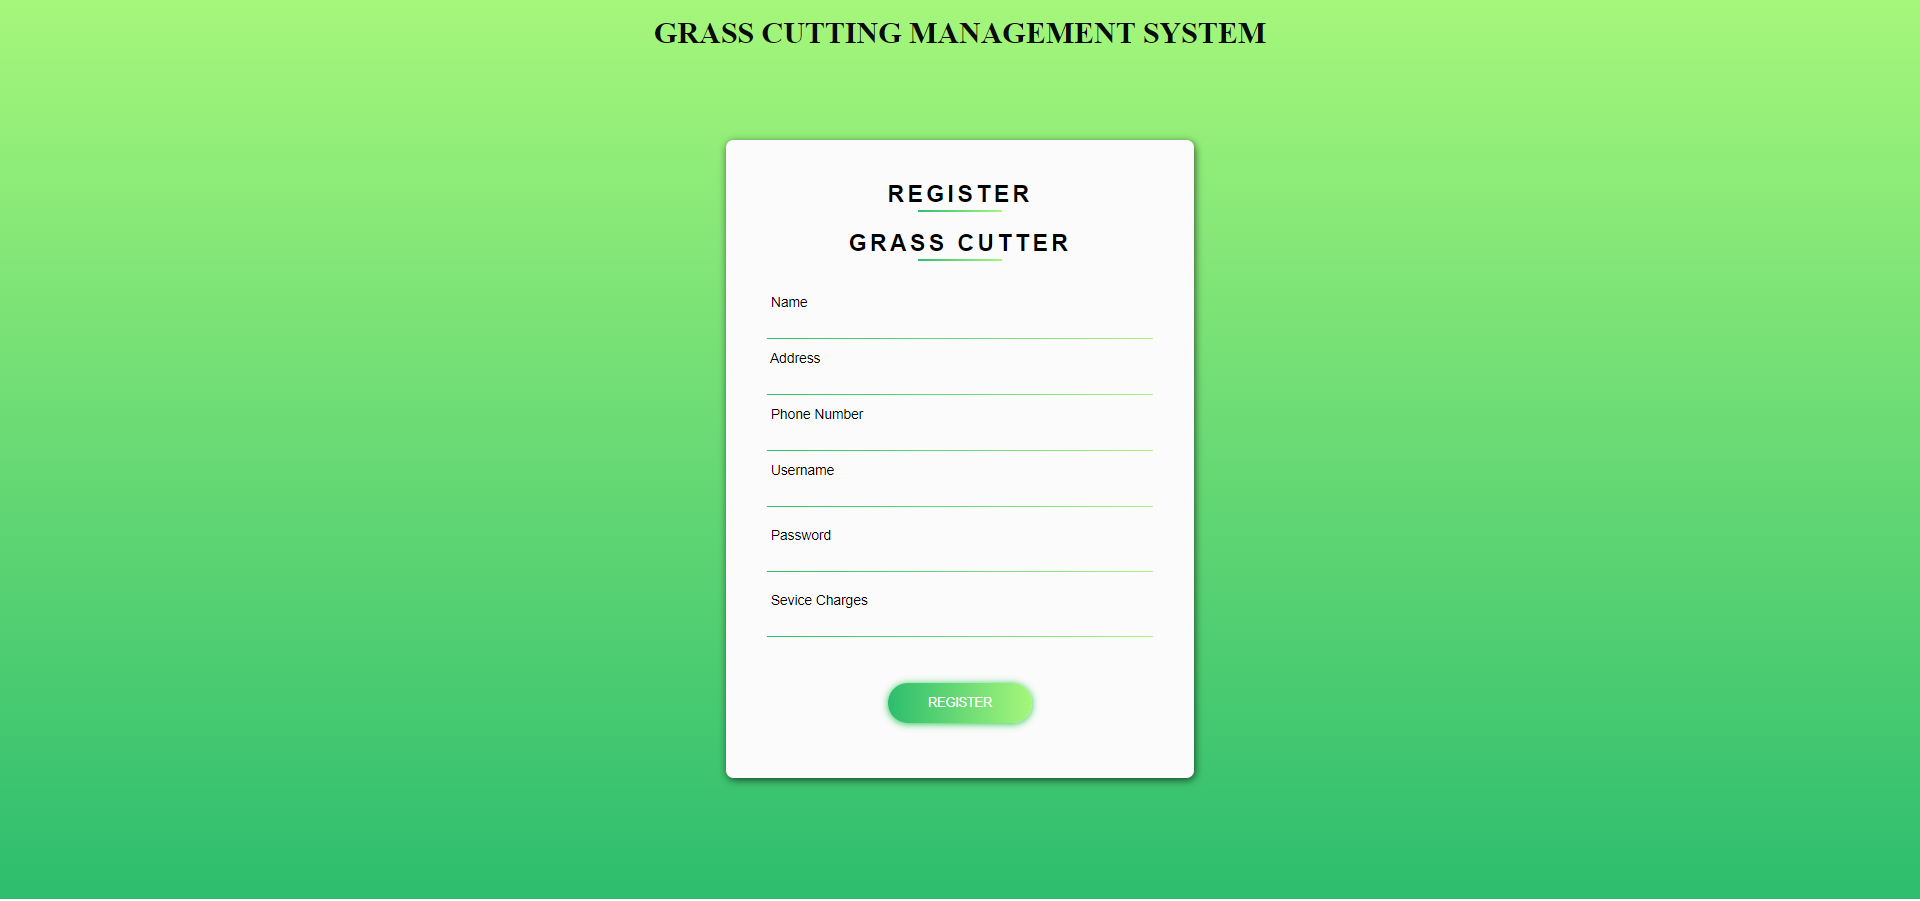 GRASS CUTTING MANAGEMENT SYSTEM
REGISTER
GRASS CUTTER
Name
Address
Phone Number
Username
Password
Sevice Charges
REGISTER